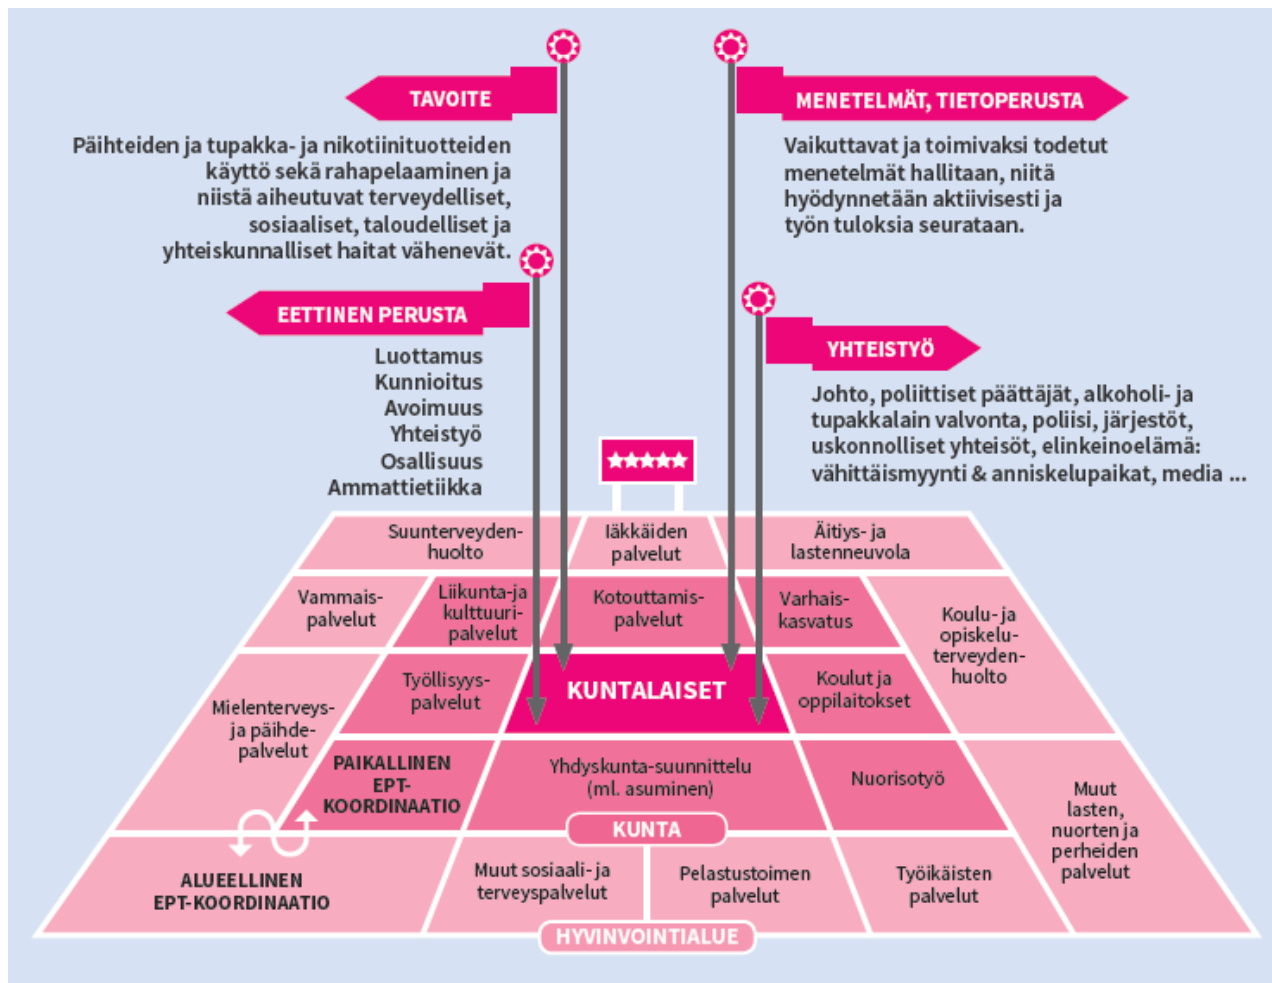 TAVOITE
Päihteiden ja tupakka- ja nikotiinituotteiden
käyttö sekä rahapelaaminen ja
niistä aiheutuvat terveydelliset,
sosiaaliset, taloudelliset ja
yhteiskunnalliset haitat vähenevät.
MENETELMÄT, TIETOPERUSTA
Vaikuttavat ja toimivaksi todetut
menetelmät hallitaan, niitä
hyödynnetään aktiivisesti ja
työn tuloksia seurataan.
EETTINEN PERUSTA
Luottamus
Kunnioitus
Avoimuus
Yhteistyö
Osallisuus
Ammattietiikka
YHTEISTYÖ
Johto, poliittiset päättäjät, alkoholi- ja
tupakkalain valvonta, poliisi, järjestöt,
uskonnolliset yhteisöt, elinkeinoelämä:
vähittäismyynti & anniskelupaikat, media ...
Suunterveyden-
huolto
Iäkkäiden
palvelut
Äitiys- ja
lastenneuvola
Vammais-
palvelut
Liikunta-ja
kulttuuri-
palvelut
Kotouttamis-
palvelut
Varhais-
kasvatus
Koulu- ja
opiskelu-
terveyden-
huolto
Mielenterveys-
ja päihde-
palvelut
Työllisyys-
palvelut
KUNTALAISET
Koulut ja
oppilaitokset
PAIKALLINEN
EPT-
KOORDINAATIO
Yhdyskunta-suunnittelu
(ml. asuminen)
Nuorisotyö
Muut
lasten,
nuorten ja
perheiden
palvelut
KUNTA
ALUEELLINEN
EPT-KOORDINAATIO
Muut sosiaali- ja
terveyspalvelut
Pelastustoimen
palvelut
Työikäisten
palvelut
HYVINVOINTIALUE